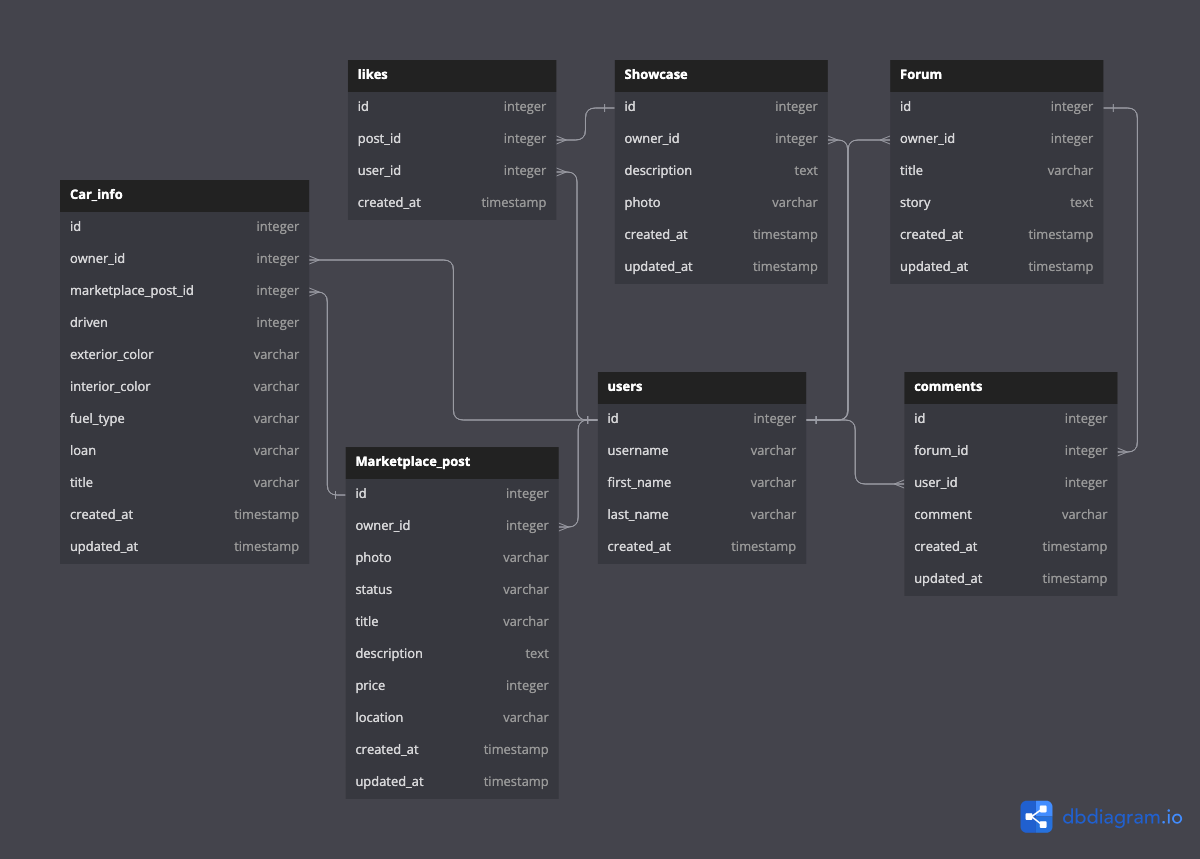 likes
id integer
post_id integer
user_id integer
created_at timestamp
Showcase
id integer
owner_id integer
description text
photo varchar
created_at timestamp
updated_at timestamp
Forum
id integer
owner_id integer
title varchar
story text
created_at timestamp
updated_at timestamp
Car_info
id integer
owner_id integer
marketplace_post_id integer
driven integer
exterior_color varchar
interior_color varchar
fuel_type varchar
loan varchar
title varchar
created_at timestamp
updated_at timestamp
Marketplace_post
id integer
owner_id integer
photo varchar
status varchar
title varchar
description text
price integer
location varchar
created_at timestamp
updated_at timestamp
users
id integer
username varchar
first_name varchar
last_name varchar
created_at timestamp
comments
id integer
forum_id integer
user_id integer
comment varchar
created_at timestamp
updated_at timestamp
dbdiagram.io